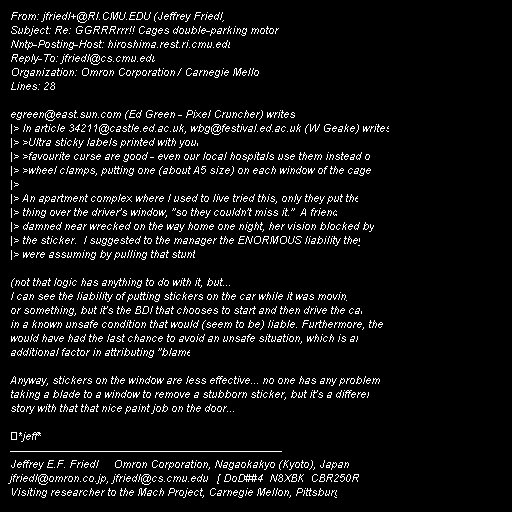 From: jfriedl+@RI.CMU.EDU (Jeffrey Friedl,
Subject: Re: GGRRRrrr!! Cages double-parking motor
Nntp-Posting-Host: hiroshima.rest.ri.cmu.edu
Reply-To: jfriedl@cs.cmu.edu
Organization: Omron Corporation / Carnegie Mello
Lines: 28

egreen@east.sun.com (Ed Green - Pixel Cruncher) writes
|> In article 34211@castle.ed.ac.uk, wbg@festival.ed.ac.uk (W Geake) writes
|> >Ultra sticky labels printed with your
|> >favourite curse are good - even our local hospitals use them instead o
|> >wheel clamps, putting one (about A5 size) on each window of the cage
|>
|> An apartment complex where I used to live tried this, only they put the
|> thing over the driver's window, "so they couldn't miss it."  A friend
|> damned near wrecked on the way home one night, her vision blocked by
|> the sticker.  I suggested to the manager the ENORMOUS liability they
|> were assuming by pulling that stunt

(not that logic has anything to do with it, but...
I can see the liability of putting stickers on the car while it was movin
or something, but it's the BDI that chooses to start and then drive the car
in a known unsafe condition that would (seem to be) liable. Furthermore, the
would have had the last chance to avoid an unsafe situation, which is an
additional factor in attributing "blame

Anyway, stickers on the window are less effective... no one has any problem
taking a blade to a window to remove a stubborn sticker, but it's a differen
story with that that nice paint job on the door...

*jeff*
Jeffrey E.F. Friedl     Omron Corporation, Nagaokakyo (Kyoto), Japan
jfriedl@omron.co.jp, jfriedl@cs.cmu.edu   [ DoD##4  N8XBK  CBR250R
Visiting researcher to the Mach Project, Carnegie Mellon, Pittsburg